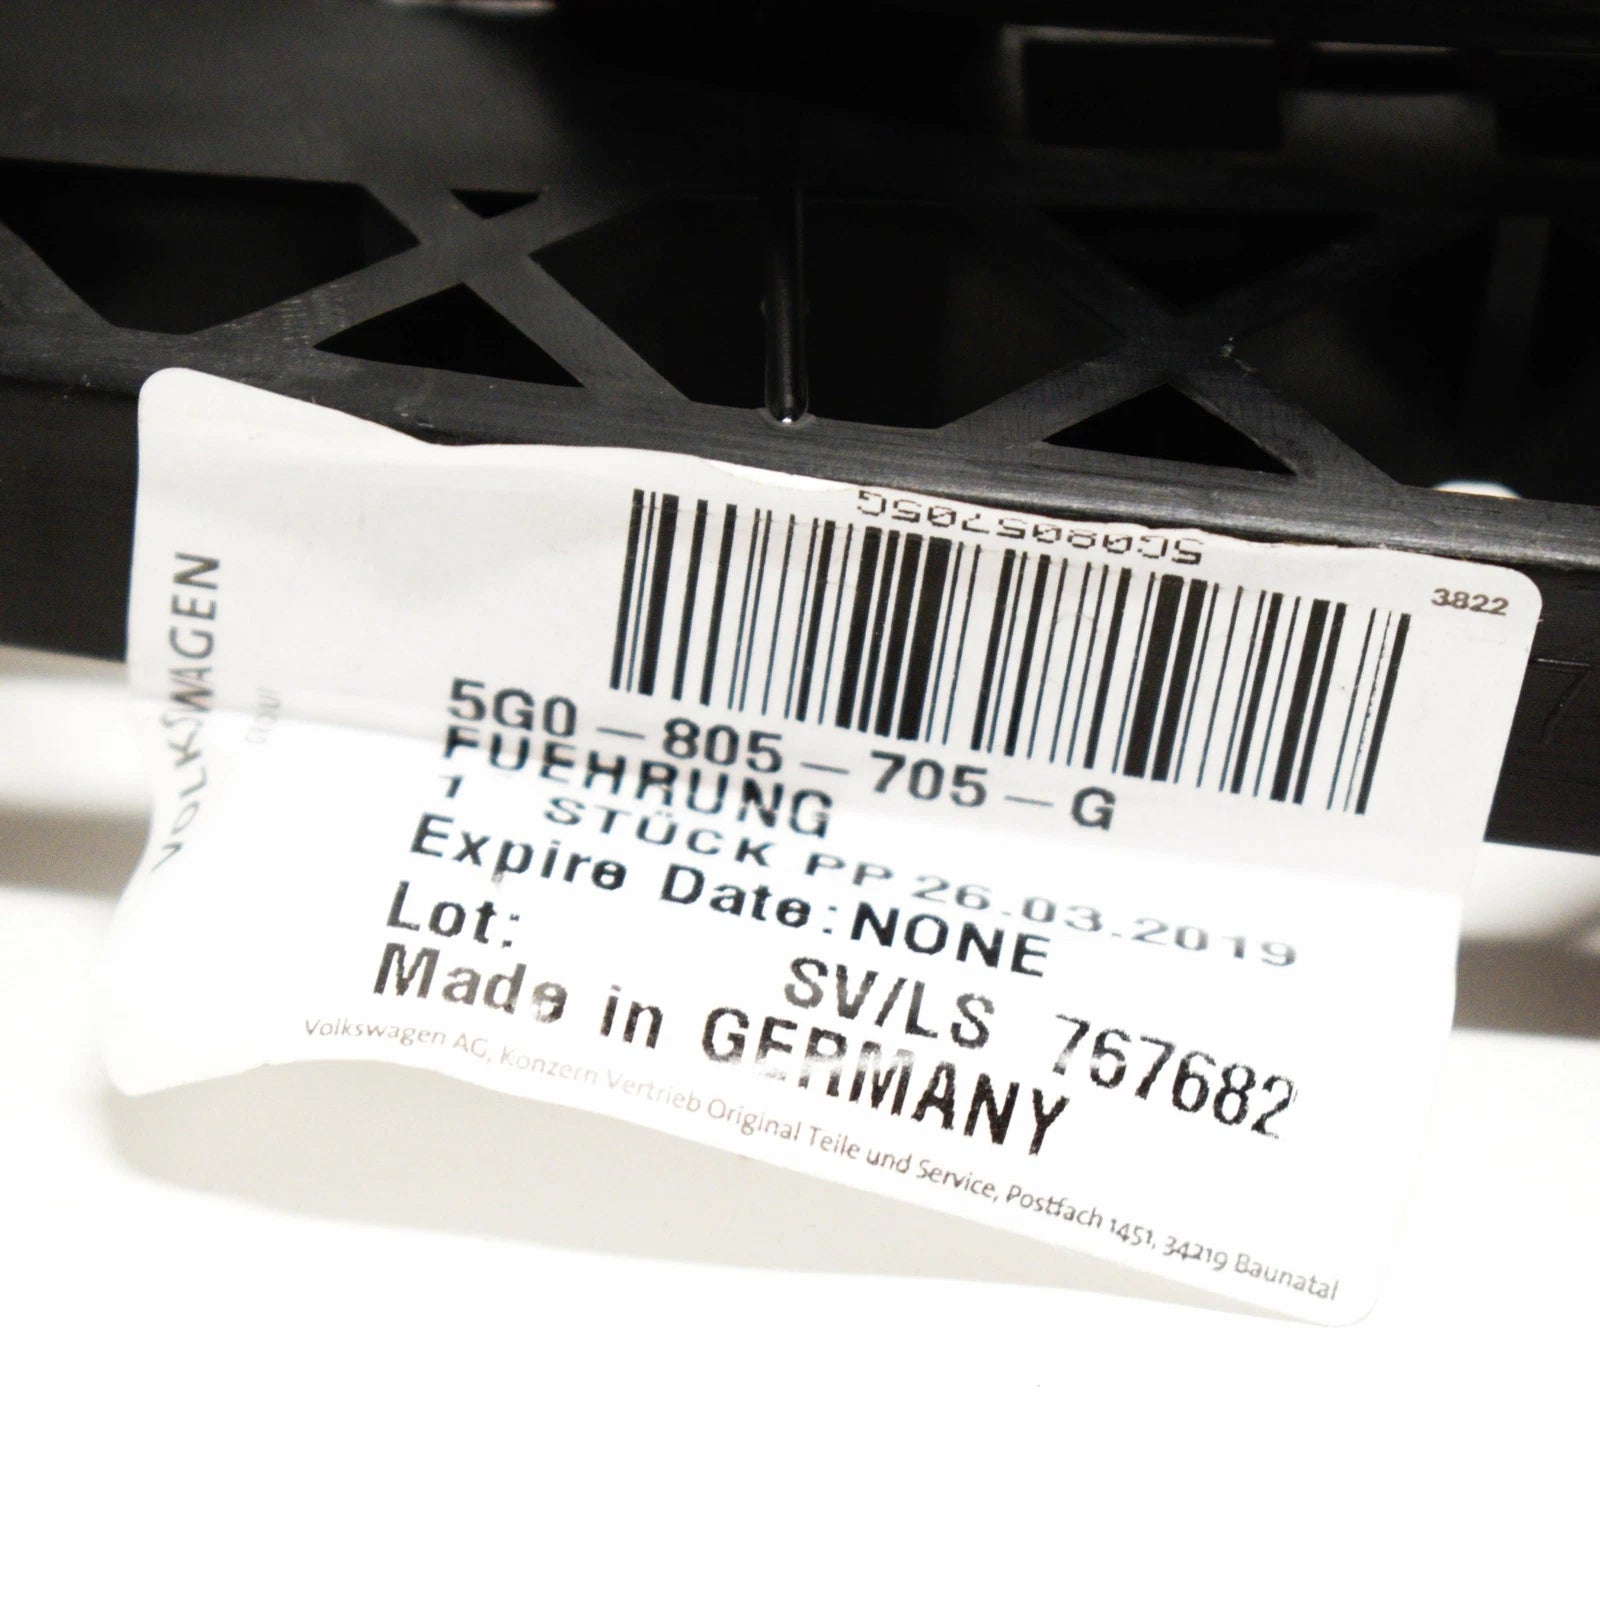 5G0805705G
3822
VOLKSWAGEN
5G0-805-705-G
FUEHRUNG
1 STÜCK PP 26.03.2019
Expire Date:NONE
Lot:
SV/LS 767682
Made in GERMANY
Volkswagen AG, Konzern Vertrieb Original Teile und Service, Postfach 1451, 34219 Baunatal